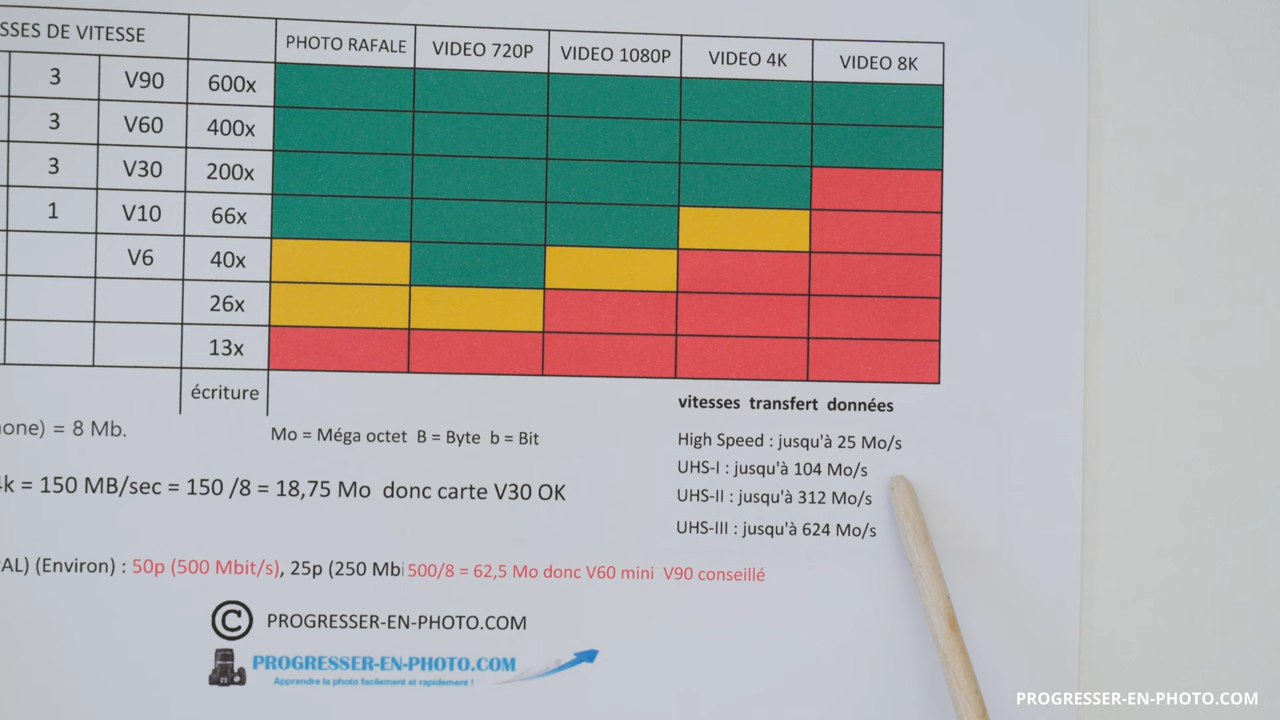 SSES DE VITESSE
PHOTO RAFALE VIDEO 720P VIDEO 1080P VIDEO 4K VIDEO 8K
3 V90 600x
3 V60 400x
3 V30 200x
1 V10 66x
V6 40x
26x
13x
écriture
vitesses transfert données
one) = 8 Mb.
Mo = Méga octet B = Byte b = Bit
High Speed : jusqu'à 25 Mo/s
UHS-I : jusqu'à 104 Mo/s
k = 150 MB/sec = 150 /8 = 18,75 Mo donc carte V30 OK
UHS-II : jusqu'à 312 Mo/s
UHS-III : jusqu'à 624 Mo/s
PAL) (Environ) : 50p (500 Mbit/s), 25p (250 Mbi 500/8 = 62,5 Mo donc V60 mini V90 conseillé
© PROGRESSER-EN-PHOTO.COM
PROGRESSER-EN-PHOTO.COM
Apprendre la photo facilement et rapidement !
PROGRESSER-EN-PHOTO.COM